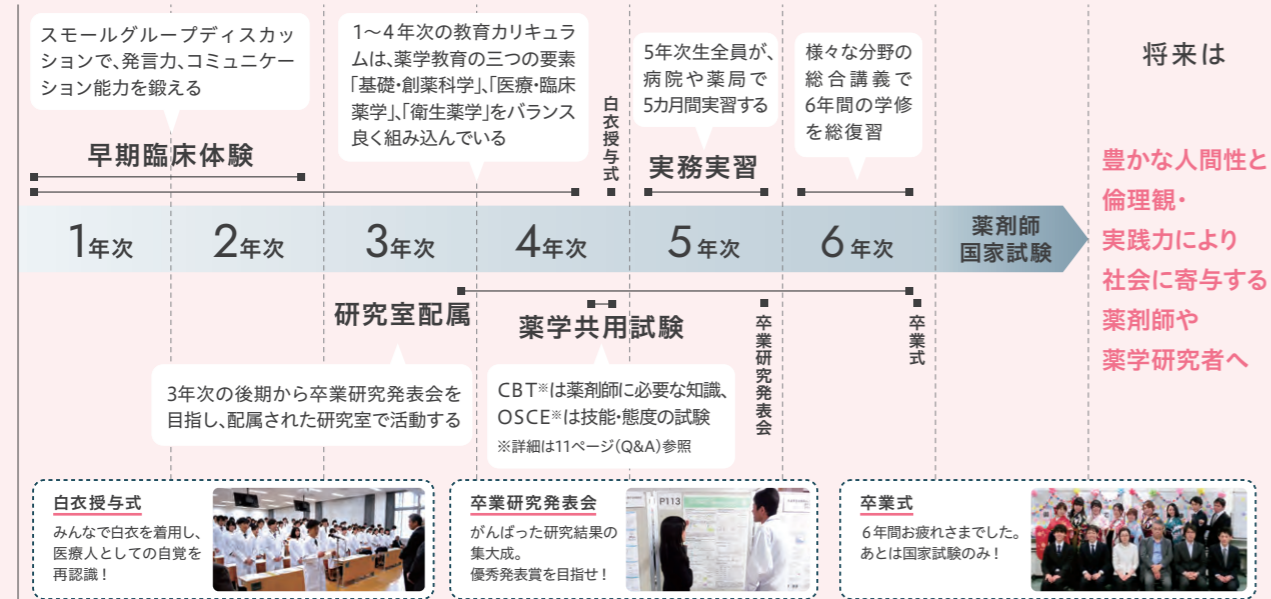 スモールグループディスカッ
ションで、発言力、コミュニケー
ション能力を鍛える
早期臨床体験
1〜4年次の教育カリキュラ
ムは、薬学教育の三つの要素
「基礎・創薬科学」、「医療・臨床
薬学」、「衛生薬学」をバランス
良く組み込んでいる
白衣授与式
5年次生全員が、
病院や薬局で
5カ月間実習する
実務実習
様々な分野の
総合講義で
6年間の学修
を総復習
将来は
豊かな人間性と
倫理観・
実践力により
社会に寄与する
薬剤師や
薬学研究者へ
1年次
2年次
3年次
4年次
5年次
6年次
薬剤師
国家試験
研究室配属
3年次の後期から卒業研究発表会を
目指し、配属された研究室で活動する
薬学共用試験
CBT※は薬剤師に必要な知識、
OSCE※は技能・態度の試験
※詳細は11ページ(Q&A)参照
卒業研究発表会
卒業式
白衣授与式
みんなで白衣を着用し、
医療人としての自覚を
再認識!
卒業研究発表会
がんばった研究結果の
集大成。
優秀発表賞を目指せ!
P113
卒業式
6年間お疲れさまでした。
あとは国家試験のみ!